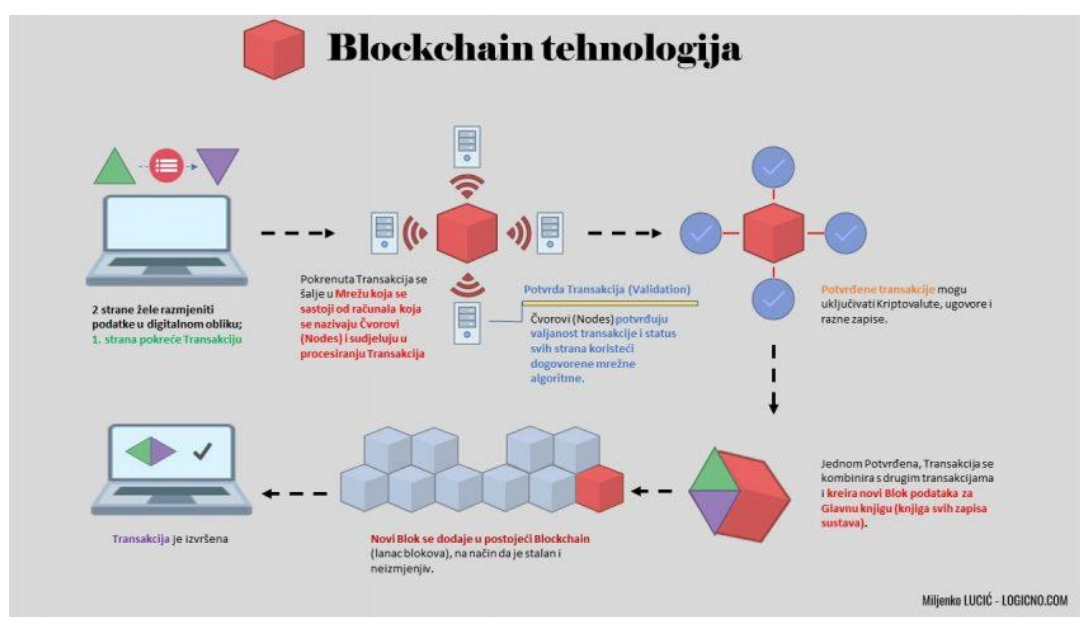 Blockchain tehnologija
2 strane žele razmjeniti
podatke u digitalnom obliku;
1. strana pokreće Transakciju
Pokrenuta Transakcija se
šalje u Mrežu koja se
sastoji od računala koja
se nazivaju Čvorovi
(Nodes) i sudjeluju u
procesiranju Transakcija
Potvrda Transakcija (Validation)
Čvorovi (Nodes) potvrđuju
valjanost transakcije i status
svih strana koristeći
dogovorene mrežne
algoritme.
Potvrđene transakcije mogu
uključivati Kriptovalute, ugovore i
razne zapise.
Jednom Potvrđena, Transakcija se
kombinira s drugim transakcijama
i kreira novi Blok podataka za
Glavnu knjigu (knjiga svih zapisa
sustava).
Novi Blok se dodaje u postojeći Blockchain
(lanac blokova), na način da je stalan i
neizmjenjiv.
Transakcija je izvršena
Miljenko LUCIĆ - LOGICNO.COM